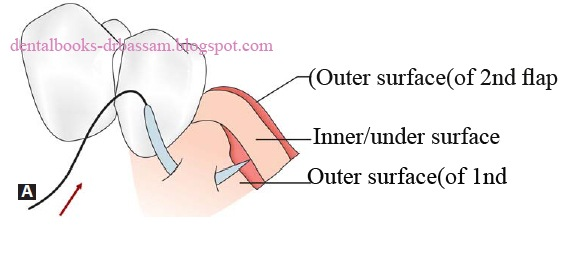 dentalbooks-drbassam.blogspot.com
(Outer surface(of 2nd flap
Inner/under surface
Outer surface(of 1nd
A